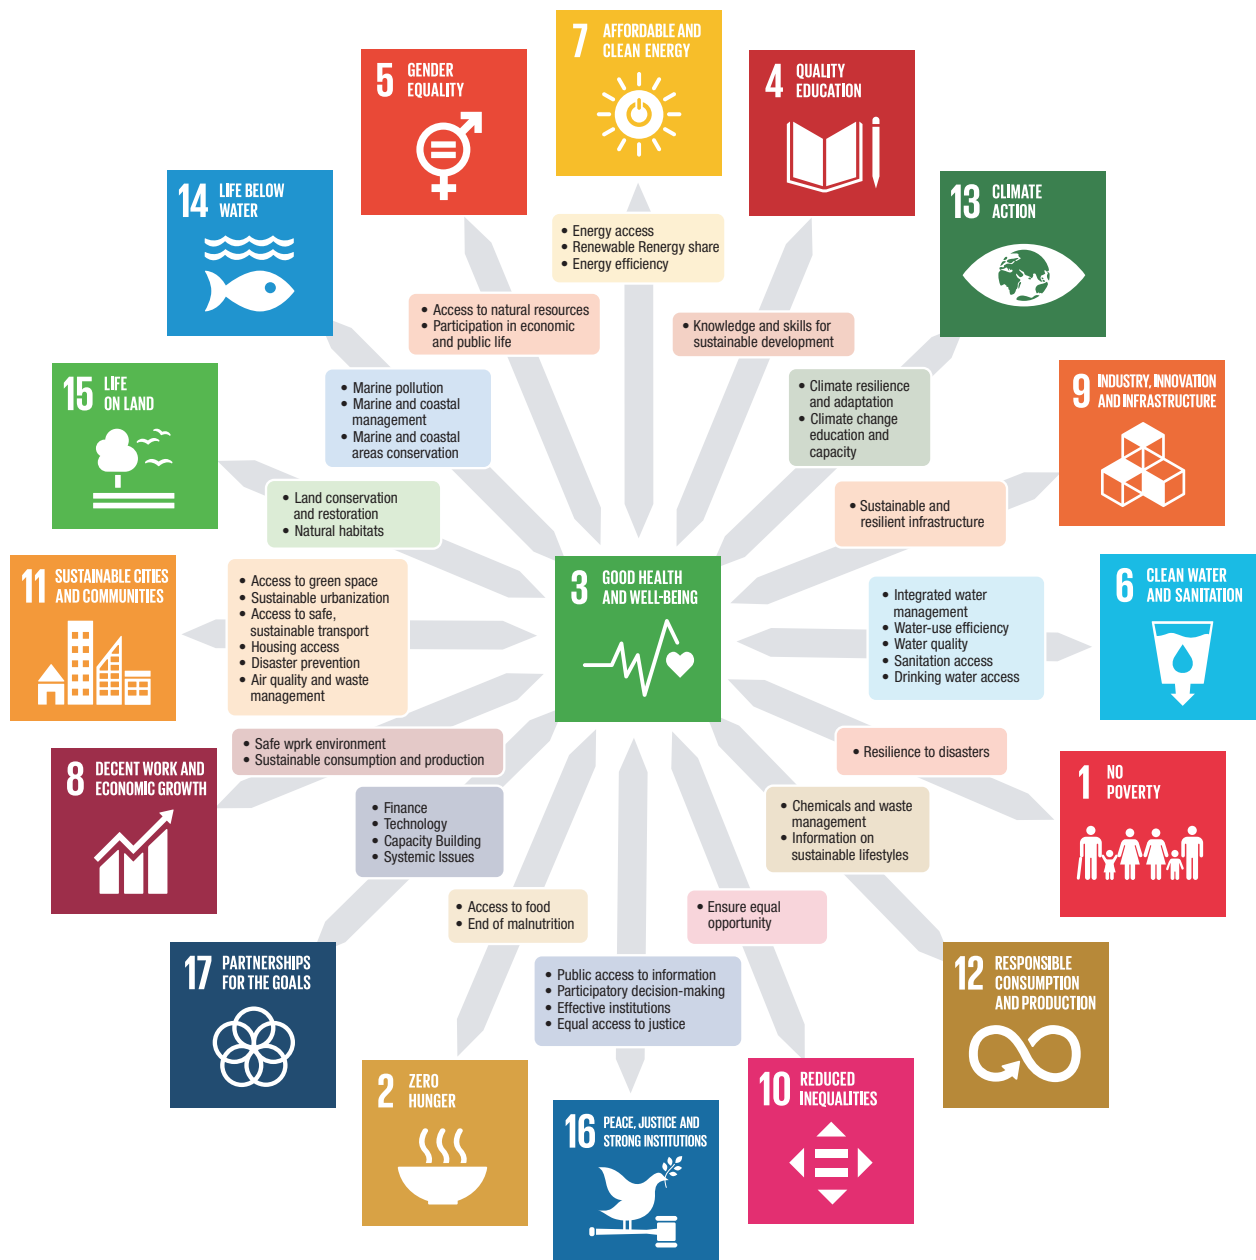 7 AFFORDABLE AND
CLEAN ENERGY
5 GENDER
EQUALITY
4 QUALITY
EDUCATION
14 LIFE BELOW
WATER
13 CLIMATE
ACTION
• Energy access
• Renewable Renergy share
• Energy efficiency
• Access to natural resources
• Participation in economic
and public life
• Knowledge and skills for
sustainable development
15 LIFE
ON LAND
• Marine pollution
• Marine and coastal
management
• Marine and coastal
areas conservation
• Climate resilience
and adaptation
• Climate change
education and
capacity
9 INDUSTRY, INNOVATION
AND INFRASTRUCTURE
• Land conservation
and restoration
• Natural habitats
• Sustainable and
resilient infrastructure
11 SUSTAINABLE CITIES
AND COMMUNITIES
• Access to green space
• Sustainable urbanization
• Access to safe,
sustainable transport
• Housing access
• Disaster prevention
• Air quality and waste
management
3 GOOD HEALTH
AND WELL-BEING
• Integrated water
management
• Water-use efficiency
• Water quality
• Sanitation access
• Drinking water access
6 CLEAN WATER
AND SANITATION
8 DECENT WORK AND
ECONOMIC GROWTH
• Safe wprk environment
• Sustainable consumption and production
• Resilience to disasters
1 NO
POVERTY
• Finance
• Technology
• Capacity Building
• Systemic Issues
• Chemicals and waste
management
• Information on
sustainable lifestyles
• Access to food
• End of malnutrition
• Ensure equal
opportunity
17 PARTNERSHIPS
FOR THE GOALS
• Public access to information
• Participatory decision-making
• Effective institutions
• Equal access to justice
12 RESPONSIBLE
CONSUMPTION
AND PRODUCTION
2 ZERO
HUNGER
16 PEACE, JUSTICE AND
STRONG INSTITUTIONS
10 REDUCED
INEQUALITIES